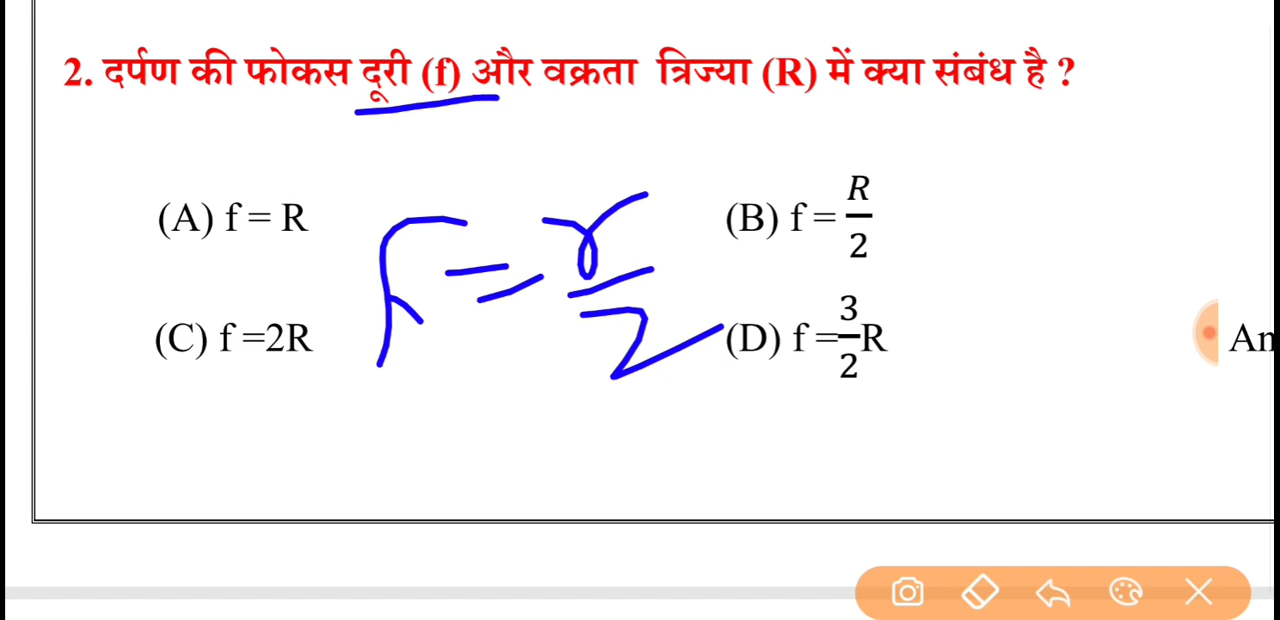 2. दर्पण की फोकस दूरी (f) और वक्रता त्रिज्या (R) में क्या संबंध है ?
(A) f = R
(B) f = R/2
f = r/2
(C) f =2R
(D) f = 3/2 R
An